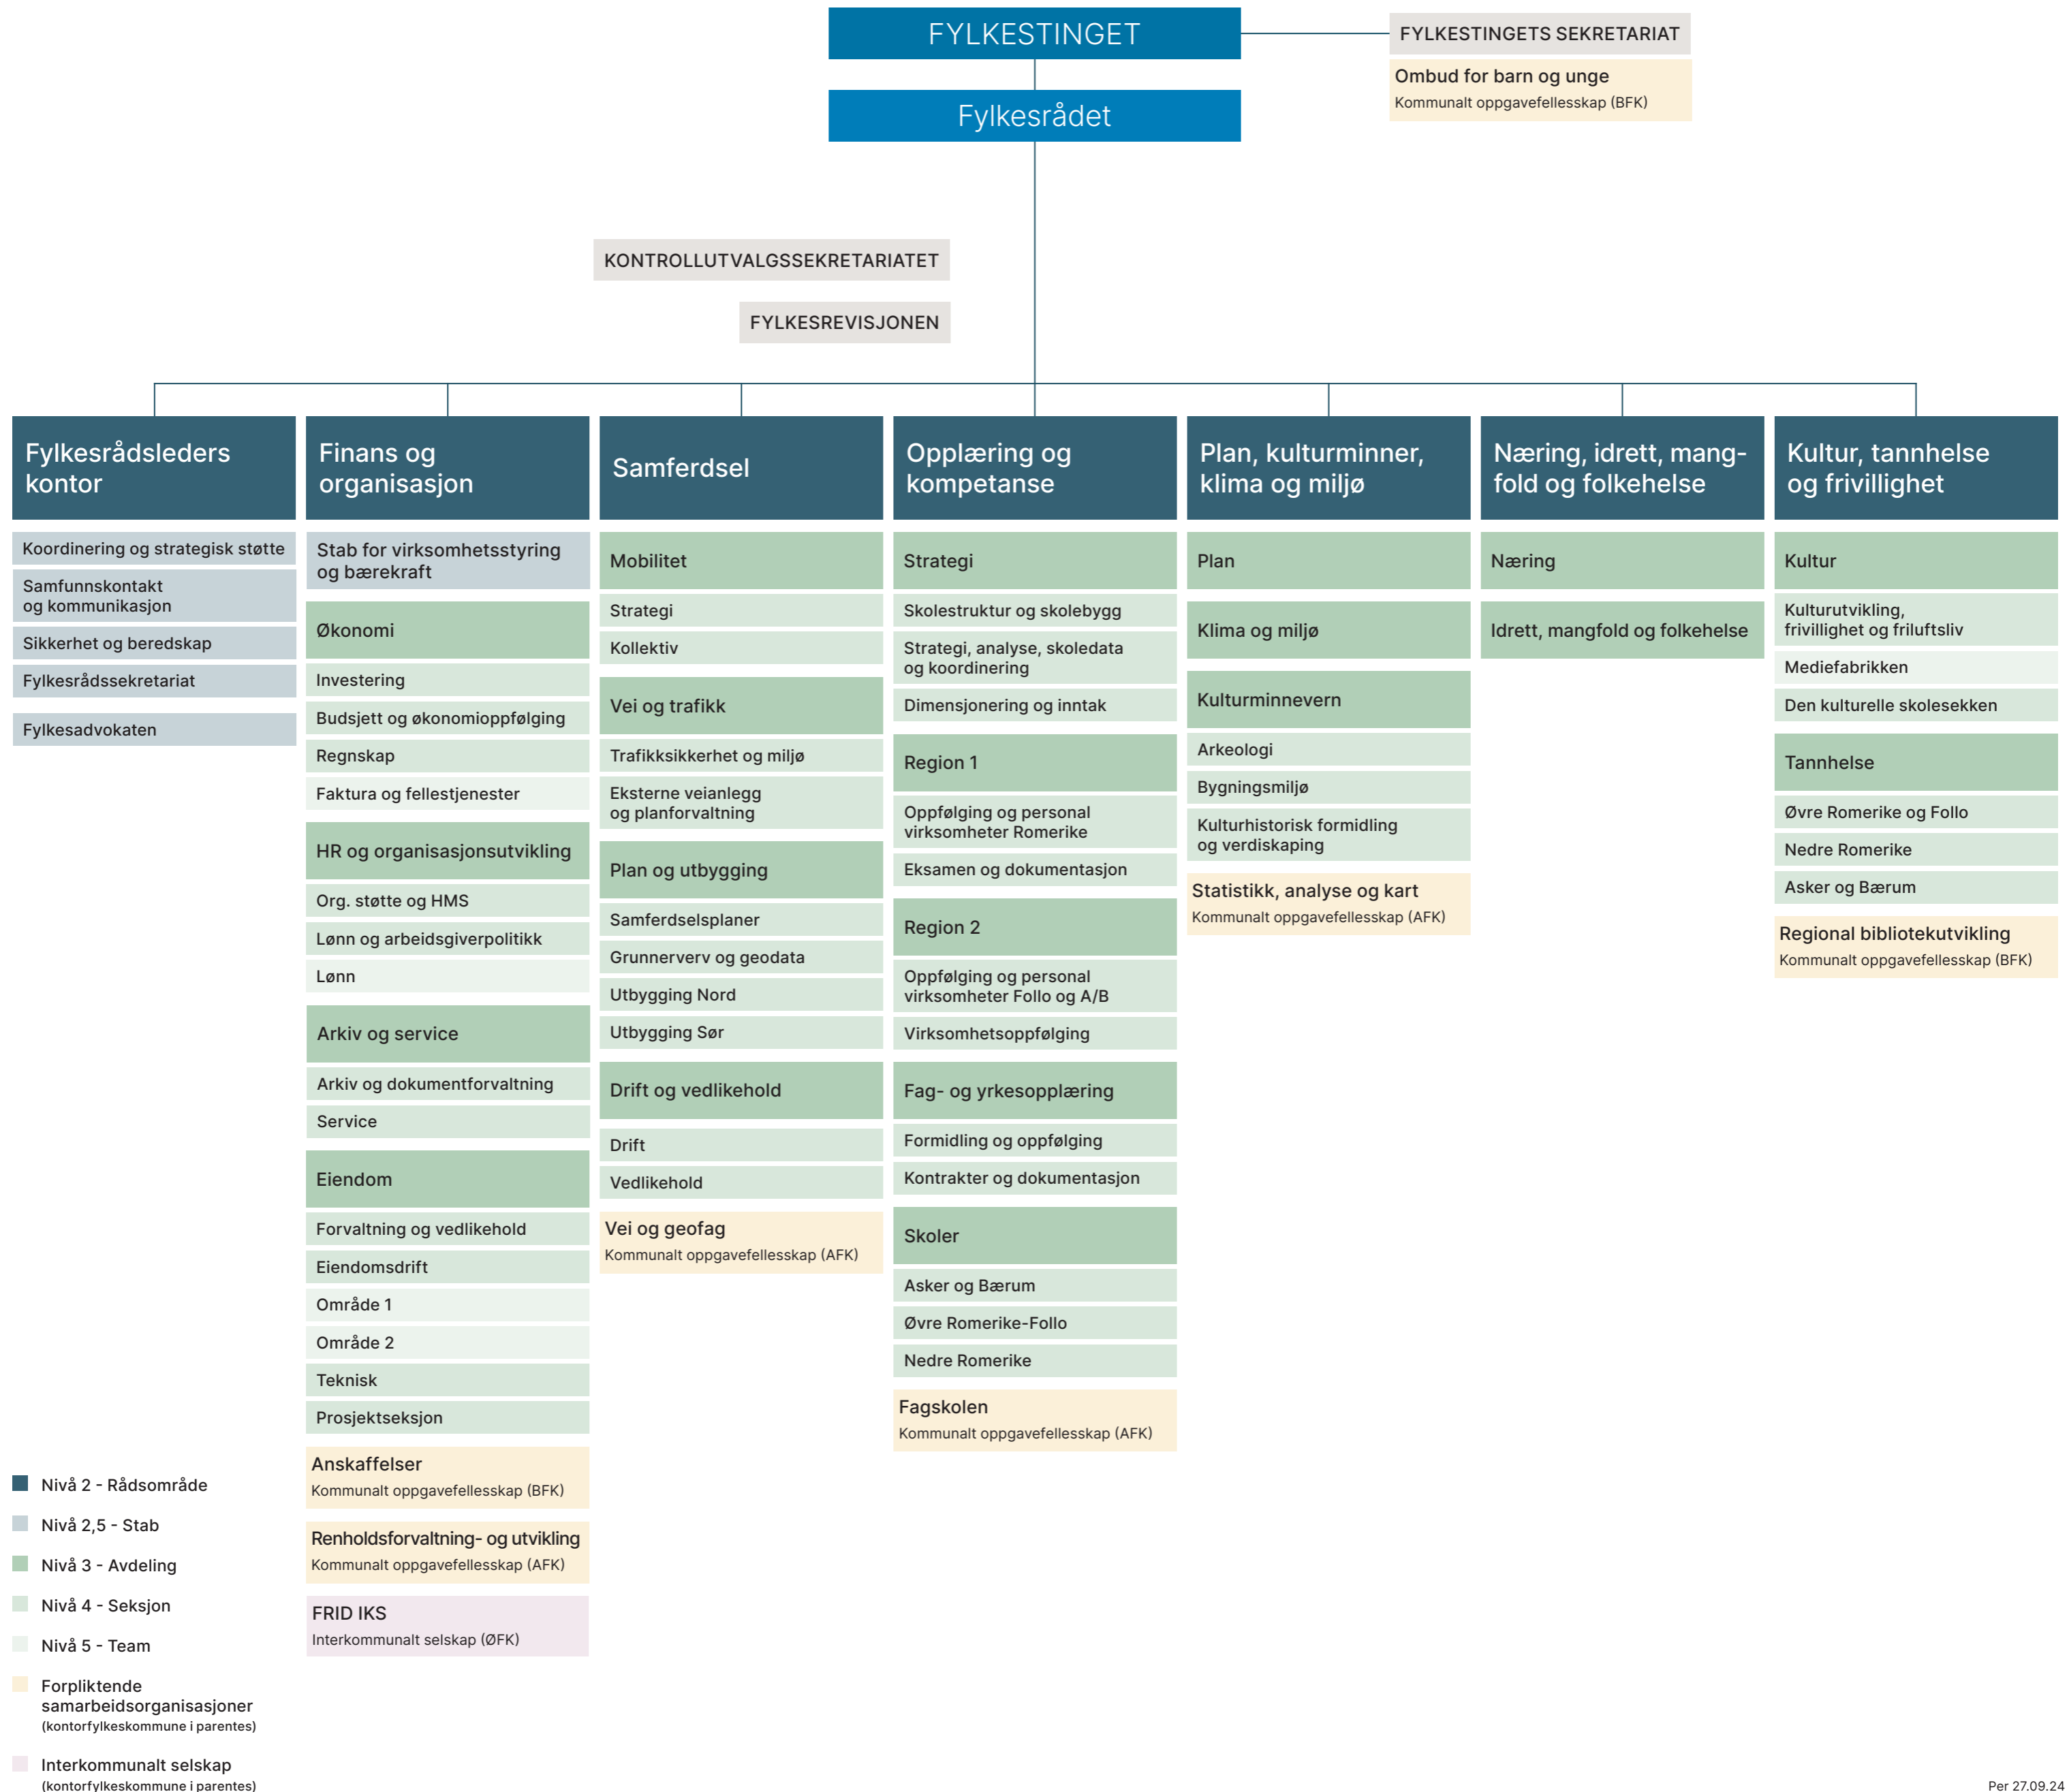 FYLKESTINGET
FYLKESTINGETS SEKRETARIAT
Ombud for barn og unge
Kommunalt oppgavefellesskap (BFK)
Fylkesrådet
KONTROLLUTVALGSSEKRETARIATET
FYLKESREVISJONEN
Fylkesrådsleders
kontor
Koordinering og strategisk støtte
Samfunnskontakt
og kommunikasjon
Sikkerhet og beredskap
Fylkesrådssekretariat
Fylkesadvokaten
Finans og
organisasjon
Stab for virksomhetsstyring
og bærekraft
Økonomi
Investering
Budsjett og økonomioppfølging
Regnskap
Faktura og fellestjenester
HR og organisasjonsutvikling
Org. støtte og HMS
Lønn og arbeidsgiverpolitikk
Lønn
Arkiv og service
Arkiv og dokumentforvaltning
Service
Eiendom
Forvaltning og vedlikehold
Eiendomsdrift
Område 1
Område 2
Teknisk
Prosjektseksjon
Anskaffelser
Kommunalt oppgavefellesskap (BFK)
Renholdsforvaltning- og utvikling
Kommunalt oppgavefellesskap (AFK)
FRID IKS
Interkommunalt selskap (ØFK)
Samferdsel
Mobilitet
Strategi
Kollektiv
Vei og trafikk
Trafikksikkerhet og miljø
Eksterne veianlegg
og planforvaltning
Plan og utbygging
Samferdselsplaner
Grunnerverv og geodata
Utbygging Nord
Utbygging Sør
Drift og vedlikehold
Drift
Vedlikehold
Vei og geofag
Kommunalt oppgavefellesskap (AFK)
Opplæring og
kompetanse
Strategi
Skolestruktur og skolebygg
Strategi, analyse, skoledata
og koordinering
Dimensjonering og inntak
Region 1
Oppfølging og personal
virksomheter Romerike
Eksamen og dokumentasjon
Region 2
Oppfølging og personal
virksomheter Follo og A/B
Virksomhetsoppfølging
Fag- og yrkesopplæring
Formidling og oppfølging
Kontrakter og dokumentasjon
Skoler
Asker og Bærum
Øvre Romerike-Follo
Nedre Romerike
Fagskolen
Kommunalt oppgavefellesskap (AFK)
Plan, kulturminner,
klima og miljø
Plan
Klima og miljø
Kulturminnevern
Arkeologi
Bygningsmiljø
Kulturhistorisk formidling
og verdiskaping
Statistikk, analyse og kart
Kommunalt oppgavefellesskap (AFK)
Næring, idrett, mang-
fold og folkehelse
Næring
Idrett, mangfold og folkehelse
Kultur, tannhelse
og frivillighet
Kultur
Kulturutvikling,
frivillighet og friluftsliv
Mediefabrikken
Den kulturelle skolesekken
Tannhelse
Øvre Romerike og Follo
Nedre Romerike
Asker og Bærum
Regional bibliotekutvikling
Kommunalt oppgavefellesskap (BFK)
Nivå 2 - Rådsområde
Nivå 2,5 - Stab
Nivå 3 - Avdeling
Nivå 4 - Seksjon
Nivå 5 - Team
Forpliktende
samarbeidsorganisasjoner
(kontorfylkeskommune i parentes)
Interkommunalt selskap
(kontorfylkeskommune i parentes)
Per 27.09.24